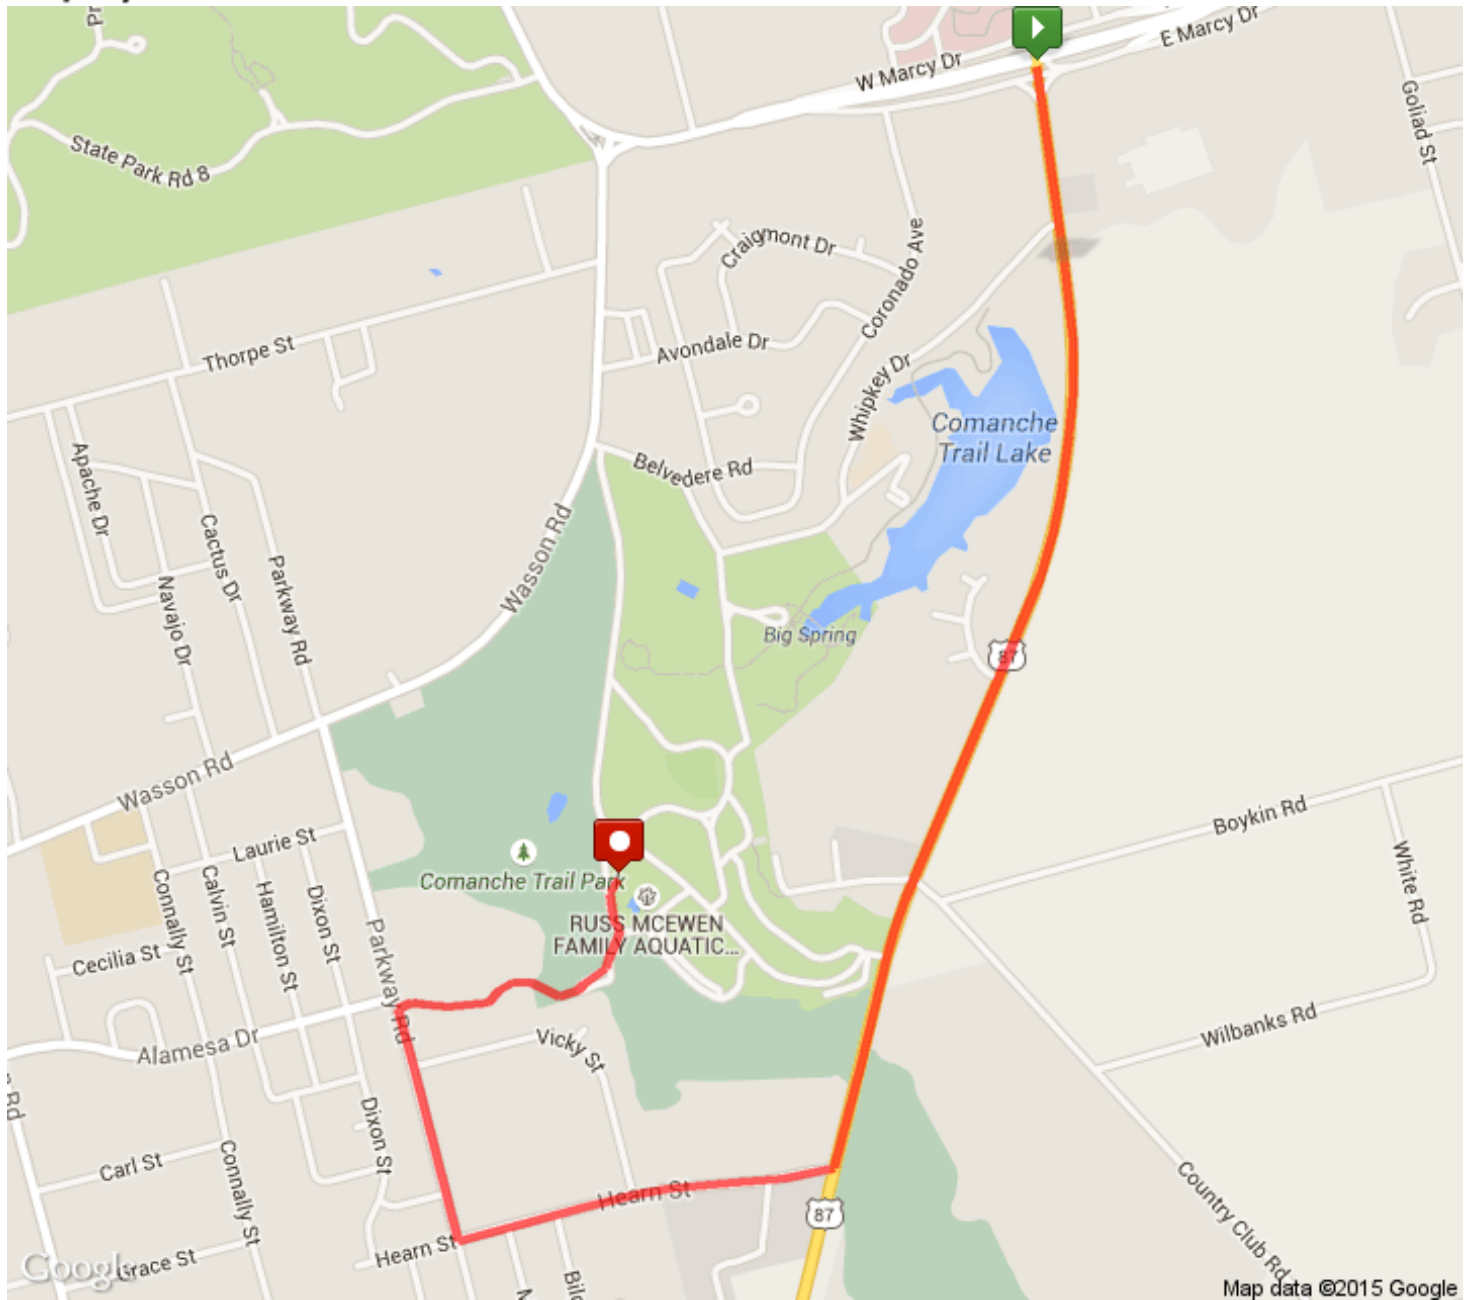 E Marcy Dr
W Marcy Dr
Goliad St
State Park Rd 8
Craigmont Dr
Coronado Ave
Thorpe St
Avondale Dr
Whipkey Dr
Comanche
Trail Lake
Belvedere Rd
Apache Dr
Cactus Dr
Wasson Rd
Parkway Rd
Navajo Dr
Big Spring
87
Wasson Rd
Boykin Rd
Laurie St
White Rd
Comanche Trail Park
Connally St
Calvin St
Hamilton St
Dixon St
RUSS MCEWEN
FAMILY AQUATIC...
Cecilia St
Parkway Rd
Wilbanks Rd
Alamesa Dr
Vicky St
Rd
Dixon St
Carl St
Connally St
Hearn St
Country Club Rd
87
Hearn St
Grace St
Google
Map data ©2015 Google